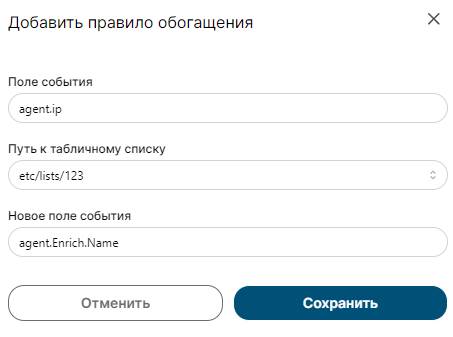 Добавить правило обогащения
Поле события
agent.ip
Путь к табличному списку
etc/lists/123
Новое поле события
agent.Enrich.Name
Отменить
Сохранить